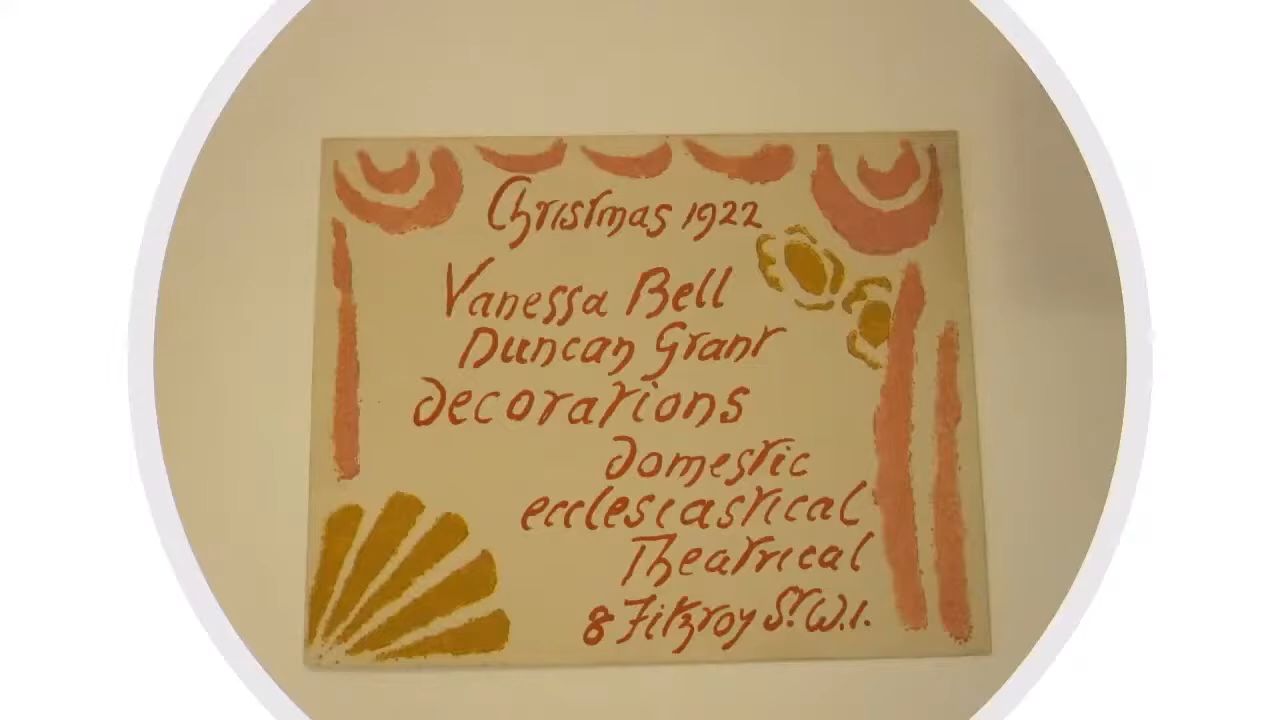 Christmas 1922
Vanessa Bell
Duncan Grant
decorations
domestic
ecclesiastical
Theatrical
8 Fitzroy St. W.1.